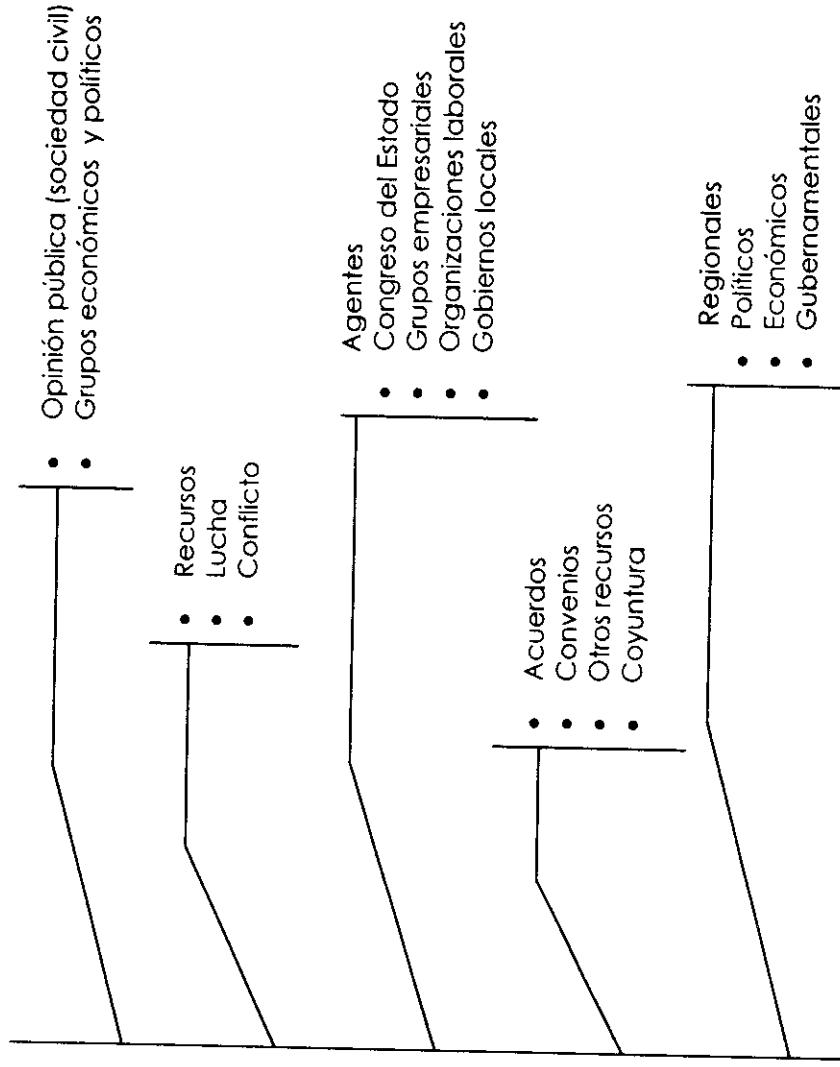 • Opinión pública (sociedad civil)
• Grupos económicos y políticos
• Recursos
• Lucha
• Conflicto
Agentes
• Congreso del Estado
• Grupos empresariales
• Organizaciones laborales
• Gobiernos locales
• Acuerdos
• Convenios
• Otros recursos
• Coyuntura
Regionales
• Políticos
• Económicos
• Gubernamentales